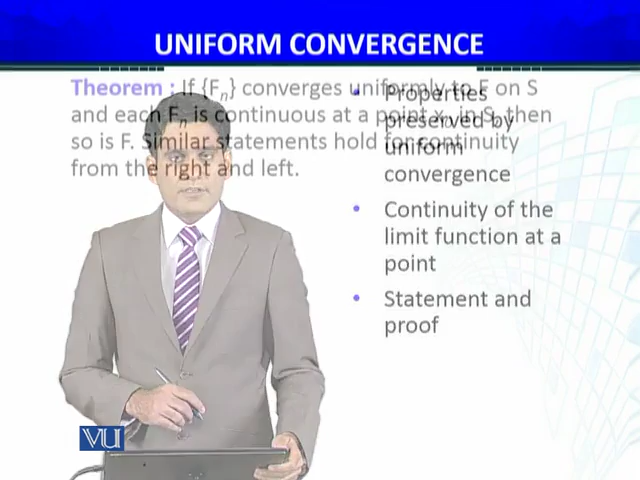 UNIFORM CONVERGENCE
Theorem : If {Fn} converges uniformly to F on S
and each Fn is continuous at a point x0 in S, then
so is F. Similar statements hold for continuity
from the right and left.
• Properties
preserved by
uniform
convergence
• Continuity of the
limit function at a
point
• Statement and
proof
VU